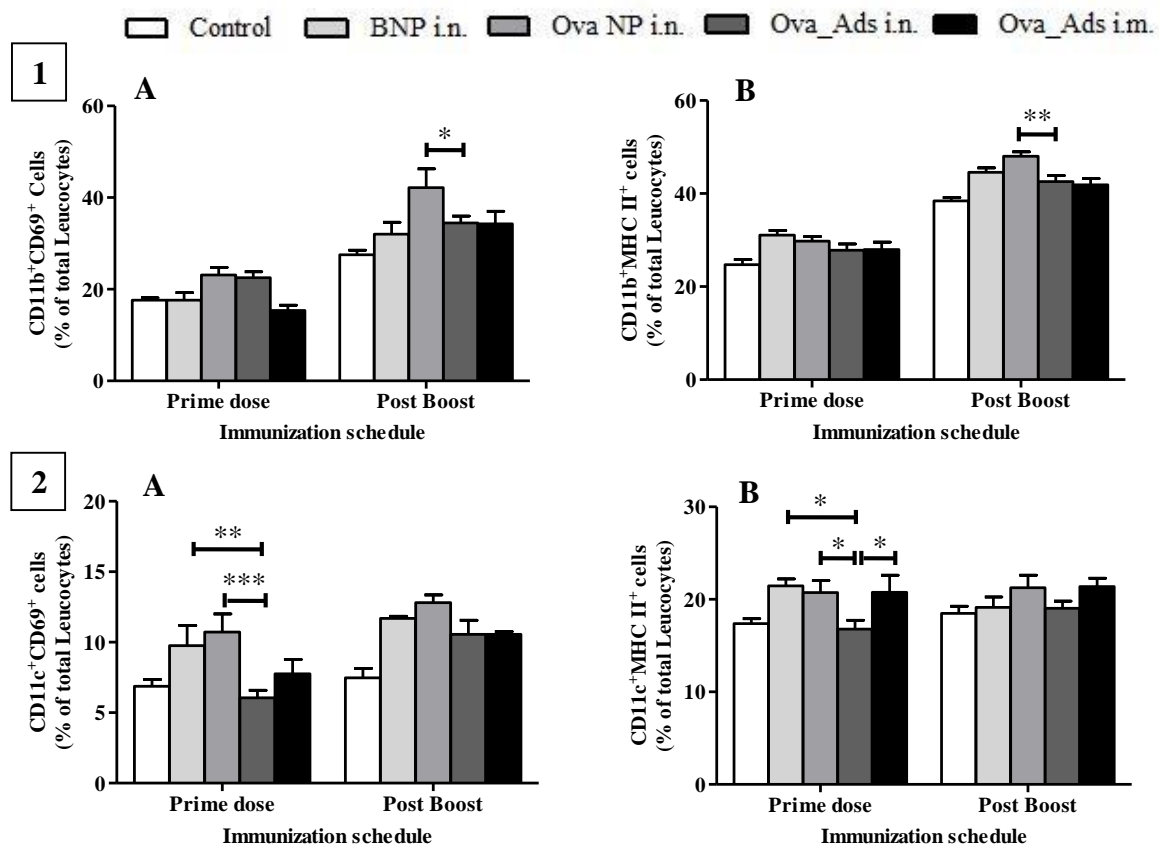 Control BNP i.n. Ova NP i.n. Ova_Ads i.n. Ova_Ads i.m.
1
A
CD11b⁺CD69⁺ Cells
(% of total Leucocytes)
60
40
20
0
*
Prime dose Post Boost
Immunization schedule
B
CD11b⁺MHC II⁺ cells
(% of total Leucocytes)
60
40
20
0
**
Prime dose Post Boost
Immunization schedule
2
A
CD11c⁺CD69⁺ cells
(% of total Leucocytes)
20
15
10
5
0
**
***
Prime dose Post Boost
Immunization schedule
B
CD11c⁺MHC II⁺ cells
(% of total Leucocytes)
30
20
10
0
*
* *
Prime dose Post Boost
Immunization schedule